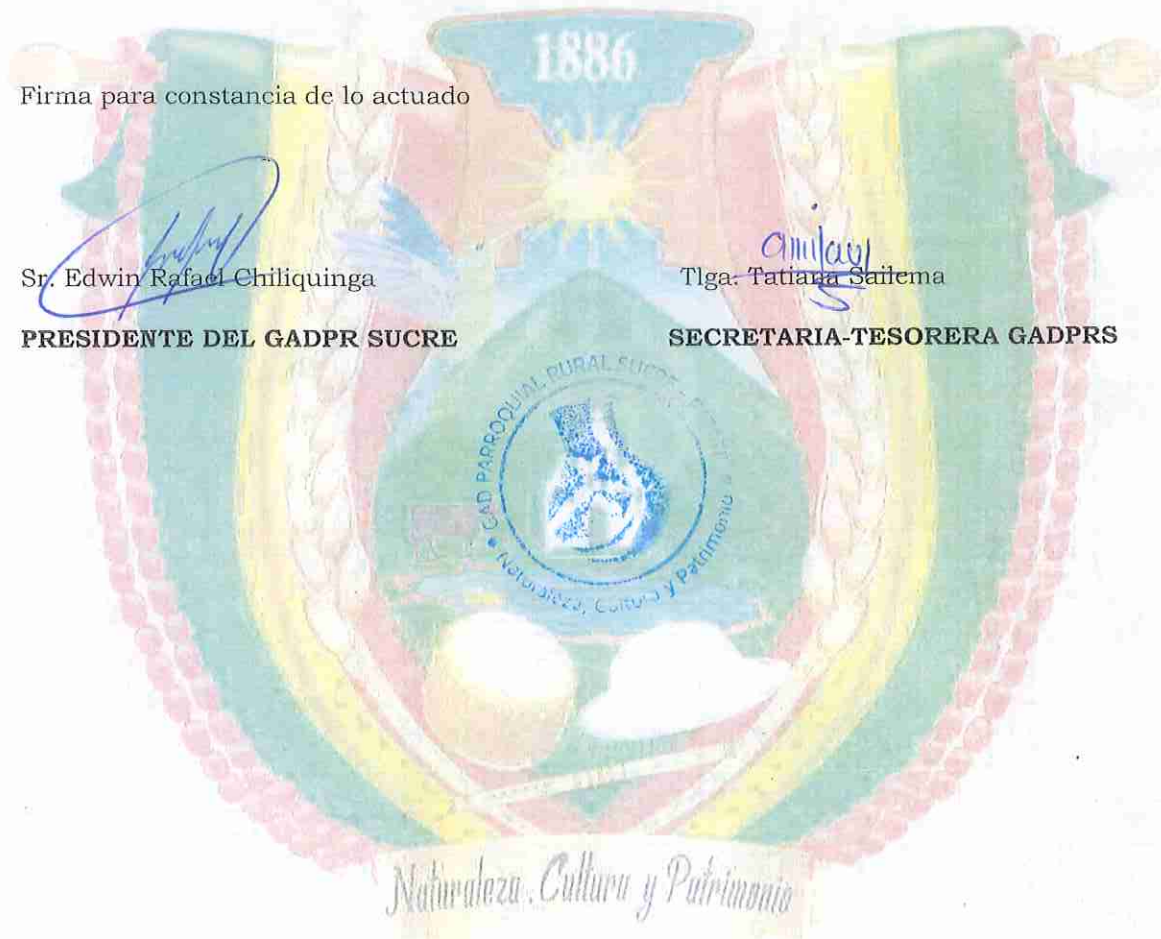 1886
Firma para constancia de lo actuado
Sr. Edwin Rafael Chiliquinga
Tlga. Tatiana Sailema
PRESIDENTE DEL GADPR SUCRE
SECRETARIA-TESORERA GADPRS
GAD PARROQUIAL RURAL SUCRE
Naturaleza, Cultura y Patrimonio
Naturaleza, Cultura y Patrimonio